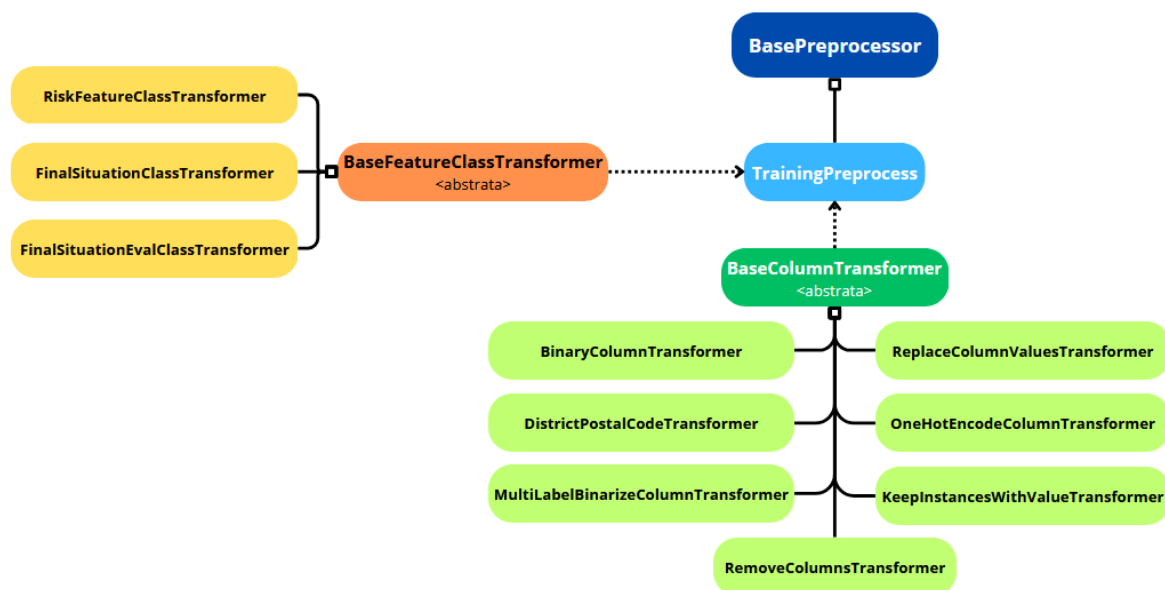 BasePreprocessor
RiskFeatureClassTransformer
BaseFeatureClassTransformer
<abstrata>
FinalSituationClassTransformer
TrainingPreprocess
FinalSituationEvalClassTransformer
BaseColumnTransformer
<abstrata>
BinaryColumnTransformer
ReplaceColumnValuesTransformer
DistrictPostalCodeTransformer
OneHotEncodeColumnTransformer
MultiLabelBinarizeColumnTransformer
KeepInstancesWithValueTransformer
RemoveColumnsTransformer